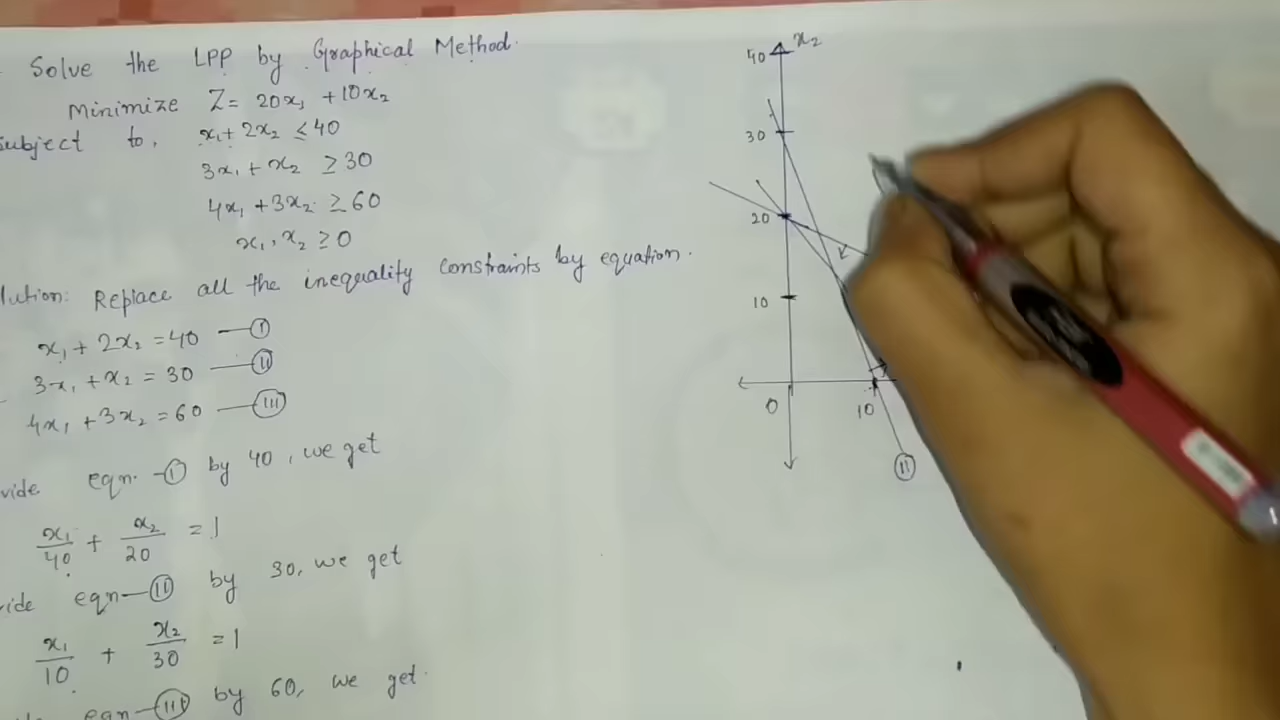 Solve the LPP by Graphical Method.
Minimize Z = 20x₁ + 10x₂
subject to, x₁ + 2x₂ ≤ 40
3x₁ + x₂ ≥ 30
4x₁ + 3x₂ ≥ 60
x₁, x₂ ≥ 0
lution: Replace all the inequality constraints by equation.
x₁ + 2x₂ = 40 — I
3x₁ + x₂ = 30 — II
4x₁ + 3x₂ = 60 — III
vide eqn. — I by 40, we get
x₁/40 + x₂/20 = 1
vide eqn — II by 30, we get
x₁/10 + x₂/30 = 1
eqn — III by 60, we get.
x₂
40
30
20
10
0 10
II